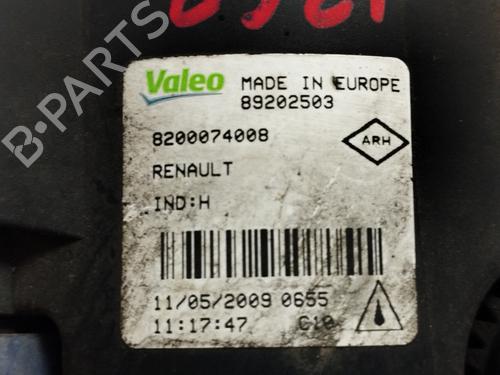 Valeo MADE IN EUROPE
89202503
8200074008
ARH
RENAULT
IND:H
11/05/2009 0655
11:17:47 C10
B-PARTS